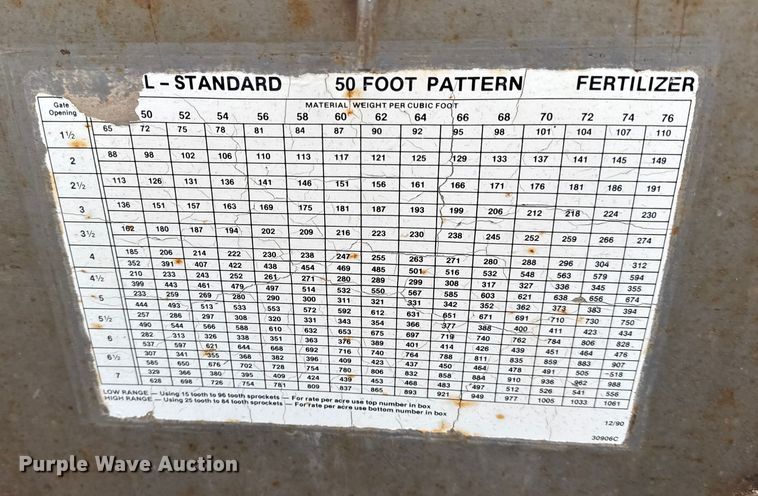 L – STANDARD 50 FOOT PATTERN FERTILIZER
MATERIAL WEIGHT PER CUBIC FOOT
Gate
Opening
50 52 54 56 58 60 62 64 66 68 70 72 74 76
1½ 65 72 75 78 81 84 87 90 92 95 98 101 104 107 110
2 88 98 102 106 110 113 117 121 125 129 133 137 141 145 149
2½ 113 126 131 136 141 146 151 156 161 166 171 176 181 186 191
3 136 151 157 163 169 175 181 187 193 199 206 212 218 224 230
3½ 162 180 187 194 202 209 216 223 230 238 245 252 259 266 274
4 185 206 214 222 230 238 247 255 263 271 280 288 296 304 312
352 391 407 422 438 454 469 485 501 516 532 548 563 579 594
4½ 210 233 243 252 261 271 280 289 299 308 317 327 336 345 355
399 443 461 479 497 514 532 550 567 585 603 621 638 656 674
5 233 259 269 280 290 300 311 321 331 342 352 362 373 383 394
444 493 513 533 553 572 592 612 631 651 671 691 710 730 750
5½ 257 286 297 308 320 331 343 354 366 377 388 400 411 423 434
490 544 566 588 610 632 653 675 697 719 740 762 784 806 828
6 282 313 326 338 351 363 376 389 401 414 426 439 451 464 476
537 597 621 644 668 692 716 740 764 788 811 835 859 883 907
6½ 307 341 355 368 382 396 409 423 437 450 464 478 491 505 518
585 650 676 702 728 754 780 806 832 858 884 910 936 962 988
7 329 366 380 395 409 424 439 453 468 483 497 512 526 541 556
628 698 726 754 781 809 837 865 893 921 949 977 1005 1033 1061
LOW RANGE — Using 15 tooth to 96 tooth sprockets — For rate per acre use top number in box
HIGH RANGE — Using 25 tooth to 84 tooth sprockets — For rate per acre use bottom number in box
12/90
30906C
Purple Wave Auction